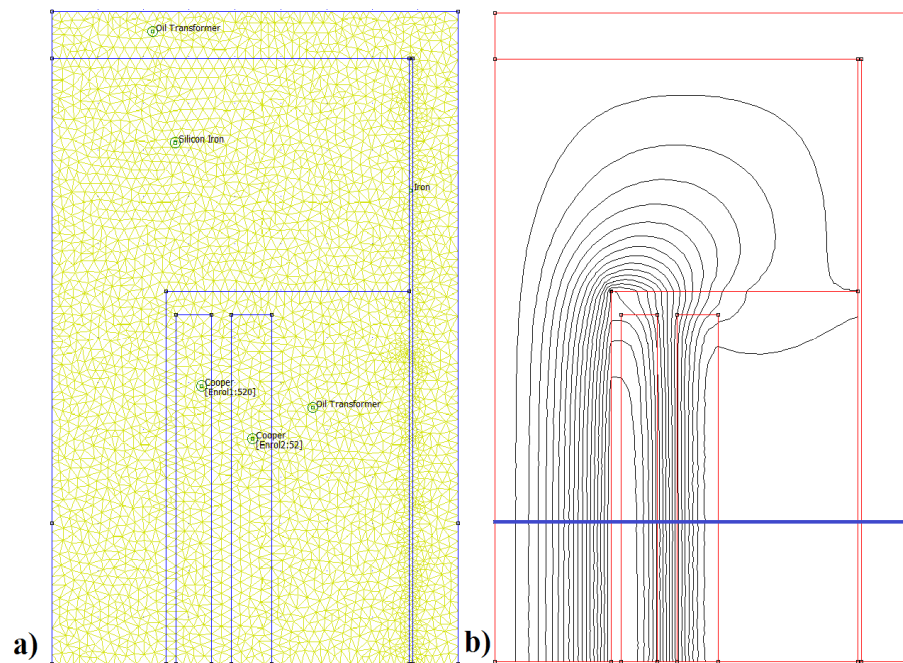 Oil Transformer
Silicon Iron
Iron
Cooper
[Enrol1:520]
Oil Transformer
Cooper
[Enrol2:52]
a)
b)